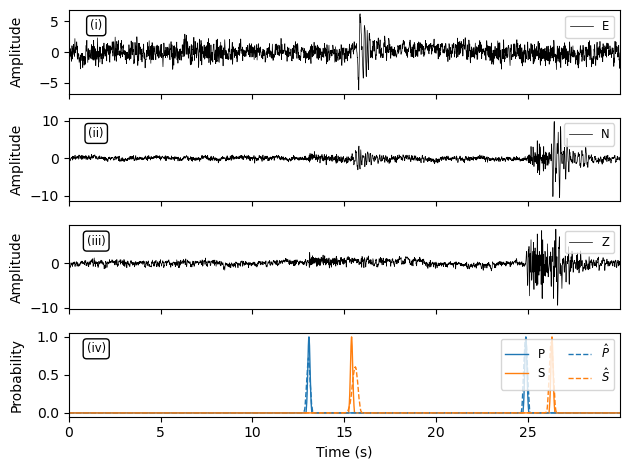 (i)
E
Amplitude
5
0
−5
(ii)
N
Amplitude
10
0
−10
(iii)
Z
Amplitude
0
−10
(iv)
P
S
P̂
Ŝ
Probability
1.0
0.5
0.0
0 5 10 15 20 25
Time (s)